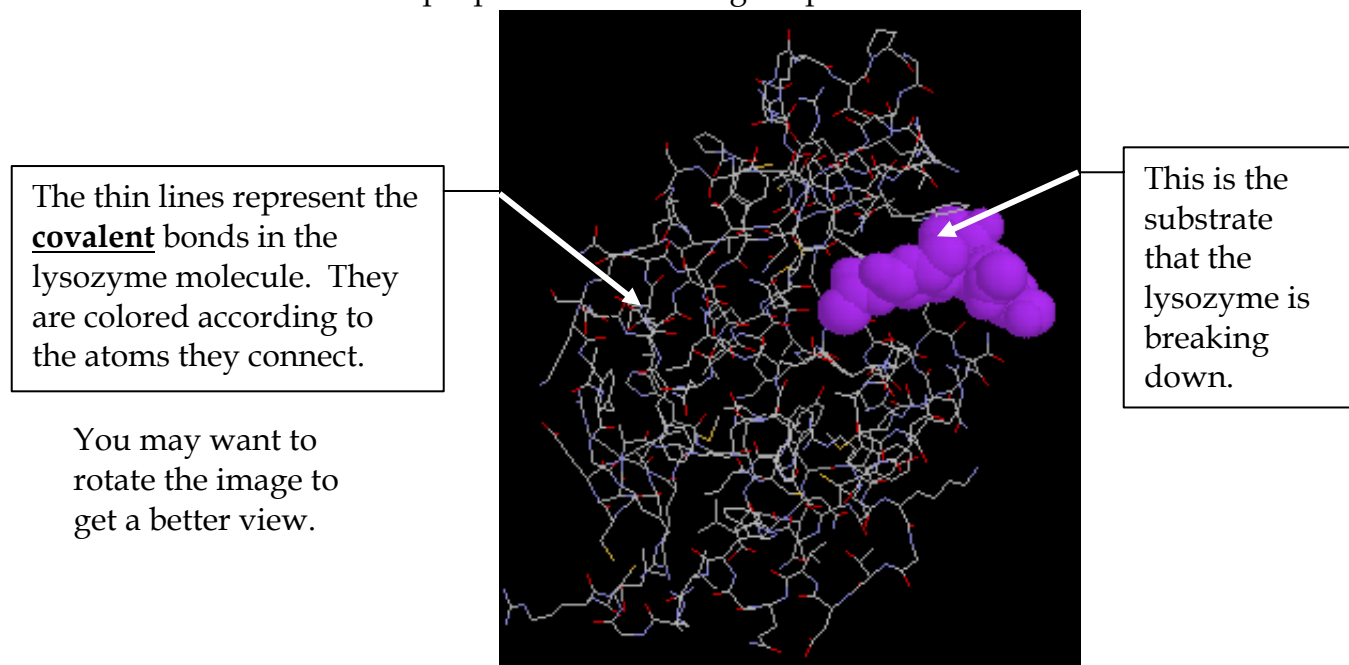 The thin lines represent the
covalent bonds in the
lysozyme molecule. They
are colored according to
the atoms they connect.
You may want to
rotate the image to
get a better view.
This is the
substrate
that the
lysozyme is
breaking
down.